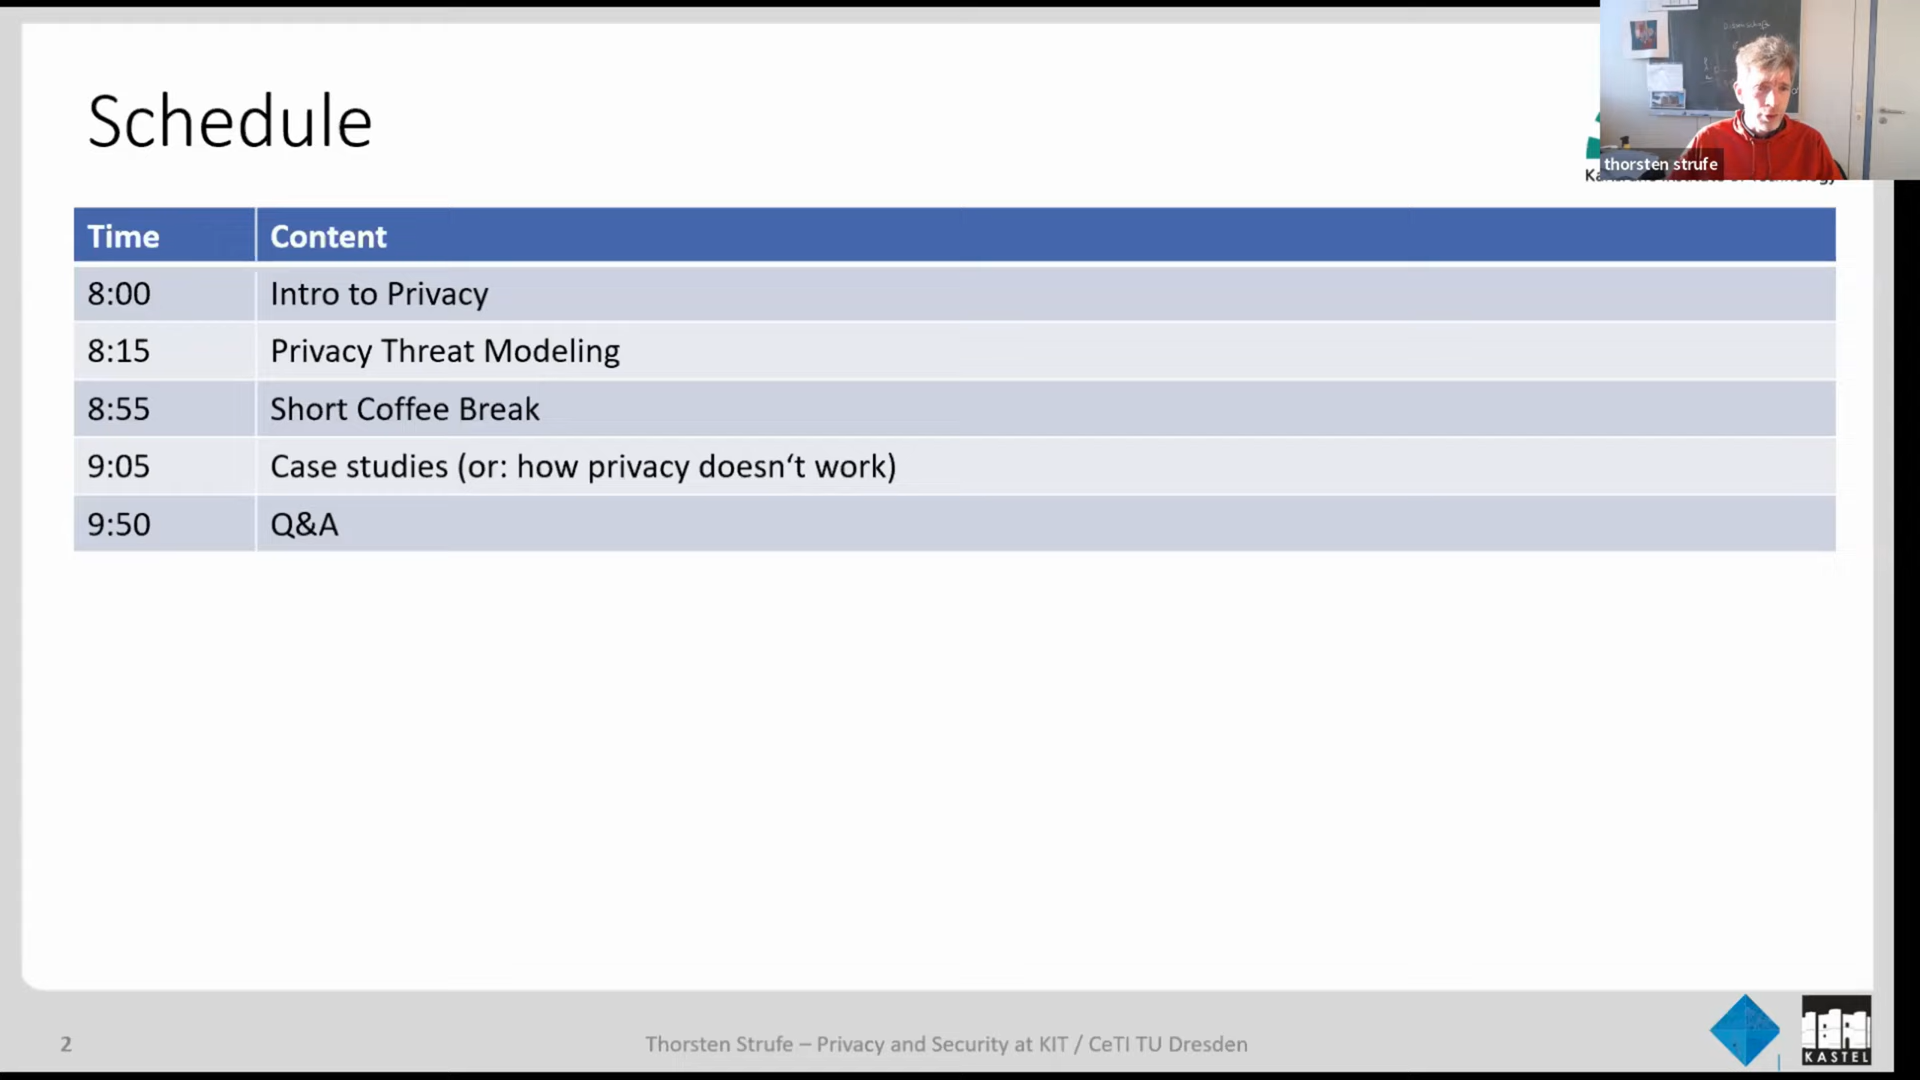 Schedule
thorsten strufe
Time Content
8:00 Intro to Privacy
8:15 Privacy Threat Modeling
8:55 Short Coffee Break
9:05 Case studies (or: how privacy doesn‘t work)
9:50 Q&A
2 Thorsten Strufe – Privacy and Security at KIT / CeTI TU Dresden
KASTEL